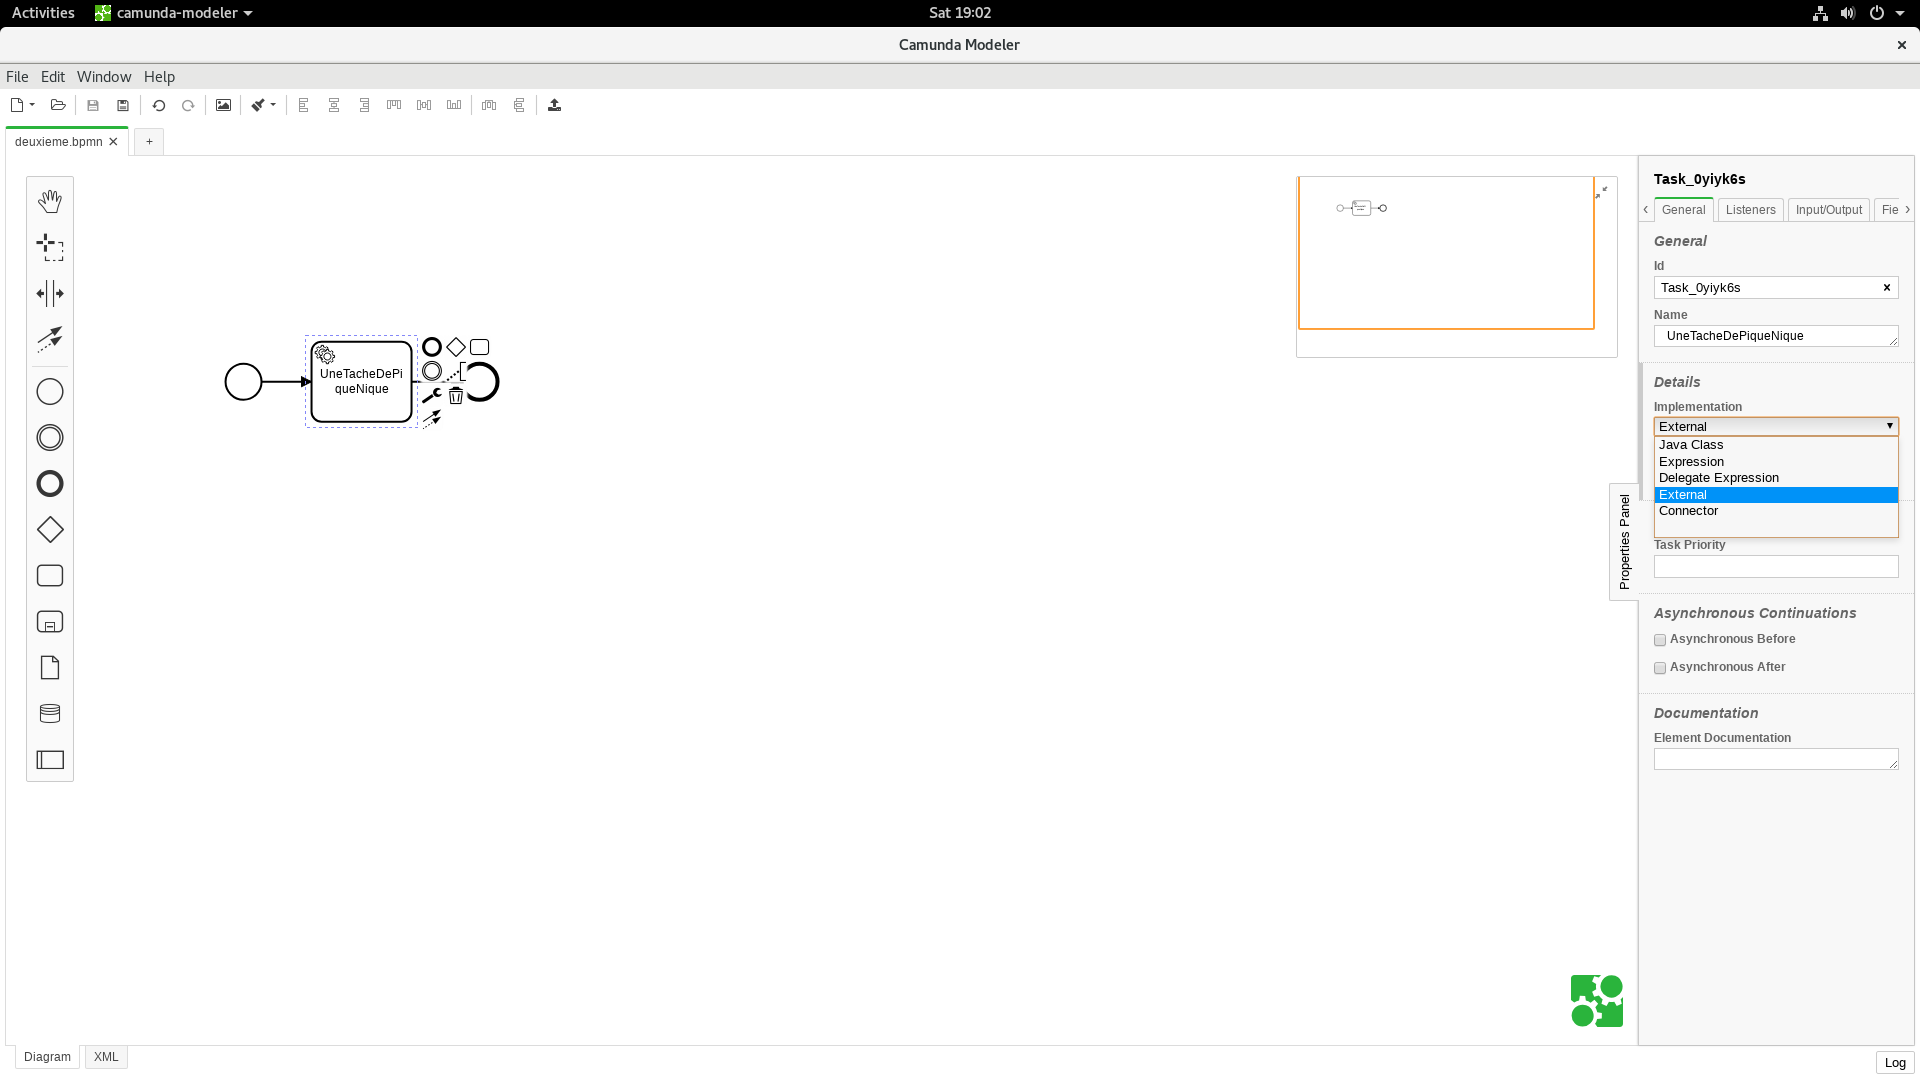 Activities camunda-modeler Sat 19:02
Camunda Modeler
File Edit Window Help
deuxieme.bpmn +
UneTacheDePi
queNique
Properties Panel
Task_0yiyk6s
General Listeners Input/Output Fie
General
Id
Task_0yiyk6s
Name
UneTacheDePiqueNique
Details
Implementation
External
Java Class
Expression
Delegate Expression
External
Connector
Task Priority
Asynchronous Continuations
Asynchronous Before
Asynchronous After
Documentation
Element Documentation
Diagram XML
Log